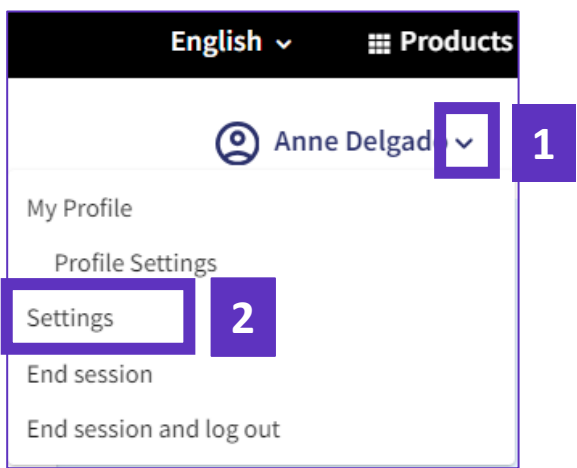 English Products
Anne Delgado 1
My Profile
Profile Settings
Settings 2
End session
End session and log out